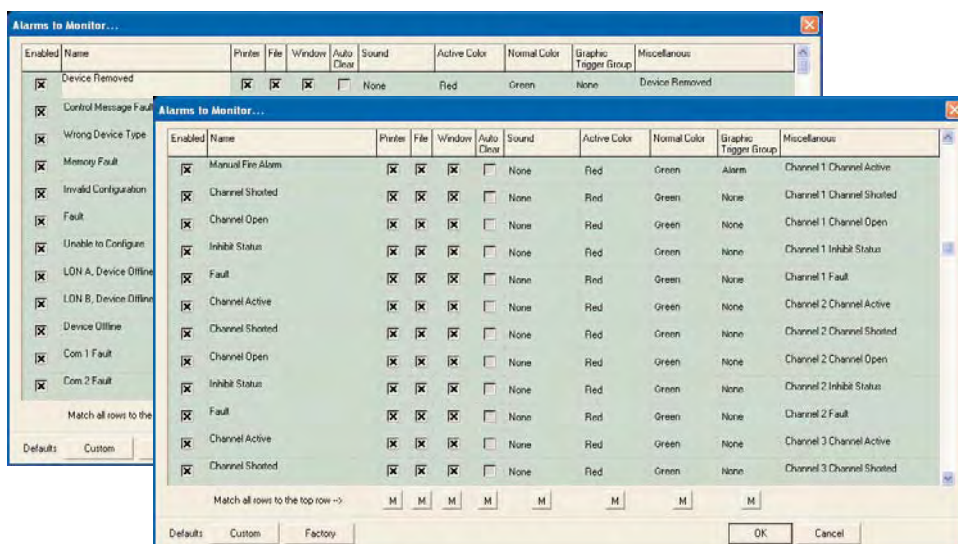 Alarms to Monitor...
Enabled Name Printer File Window Auto Clear Sound Active Color Normal Color Graphic Trigger Group Miscellanous
Device Removed None Red Green None Device Removed
Control Message Fault
Wrong Device Type
Memory Fault
Invalid Configuration
Fault
Unable to Configure
LON A, Device Offline
LON B, Device Offline
Device Offline
Com 1 Fault
Com 2 Fault
Match all rows to the
Defaults Custom
Alarms to Monitor...
Enabled Name Printer File Window Auto Clear Sound Active Color Normal Color Graphic Trigger Group Miscellanous
Manual Fire Alarm None Red Green Alarm Channel 1 Channel Active
Channel Shorted None Red Green None Channel 1 Channel Shorted
Channel Open None Red Green None Channel 1 Channel Open
Inhibit Status None Red Green None Channel 1 Inhibit Status
Fault None Red Green None Channel 1 Fault
Channel Active None Red Green None Channel 2 Channel Active
Channel Shorted None Red Green None Channel 2 Channel Shorted
Channel Open None Red Green None Channel 2 Channel Open
Inhibit Status None Red Green None Channel 2 Inhibit Status
Fault None Red Green None Channel 2 Fault
Channel Active None Red Green None Channel 3 Channel Active
Channel Shorted None Red Green None Channel 3 Channel Shorted
Match all rows to the top row --> M M M M M M M M
Defaults Custom Factory OK Cancel